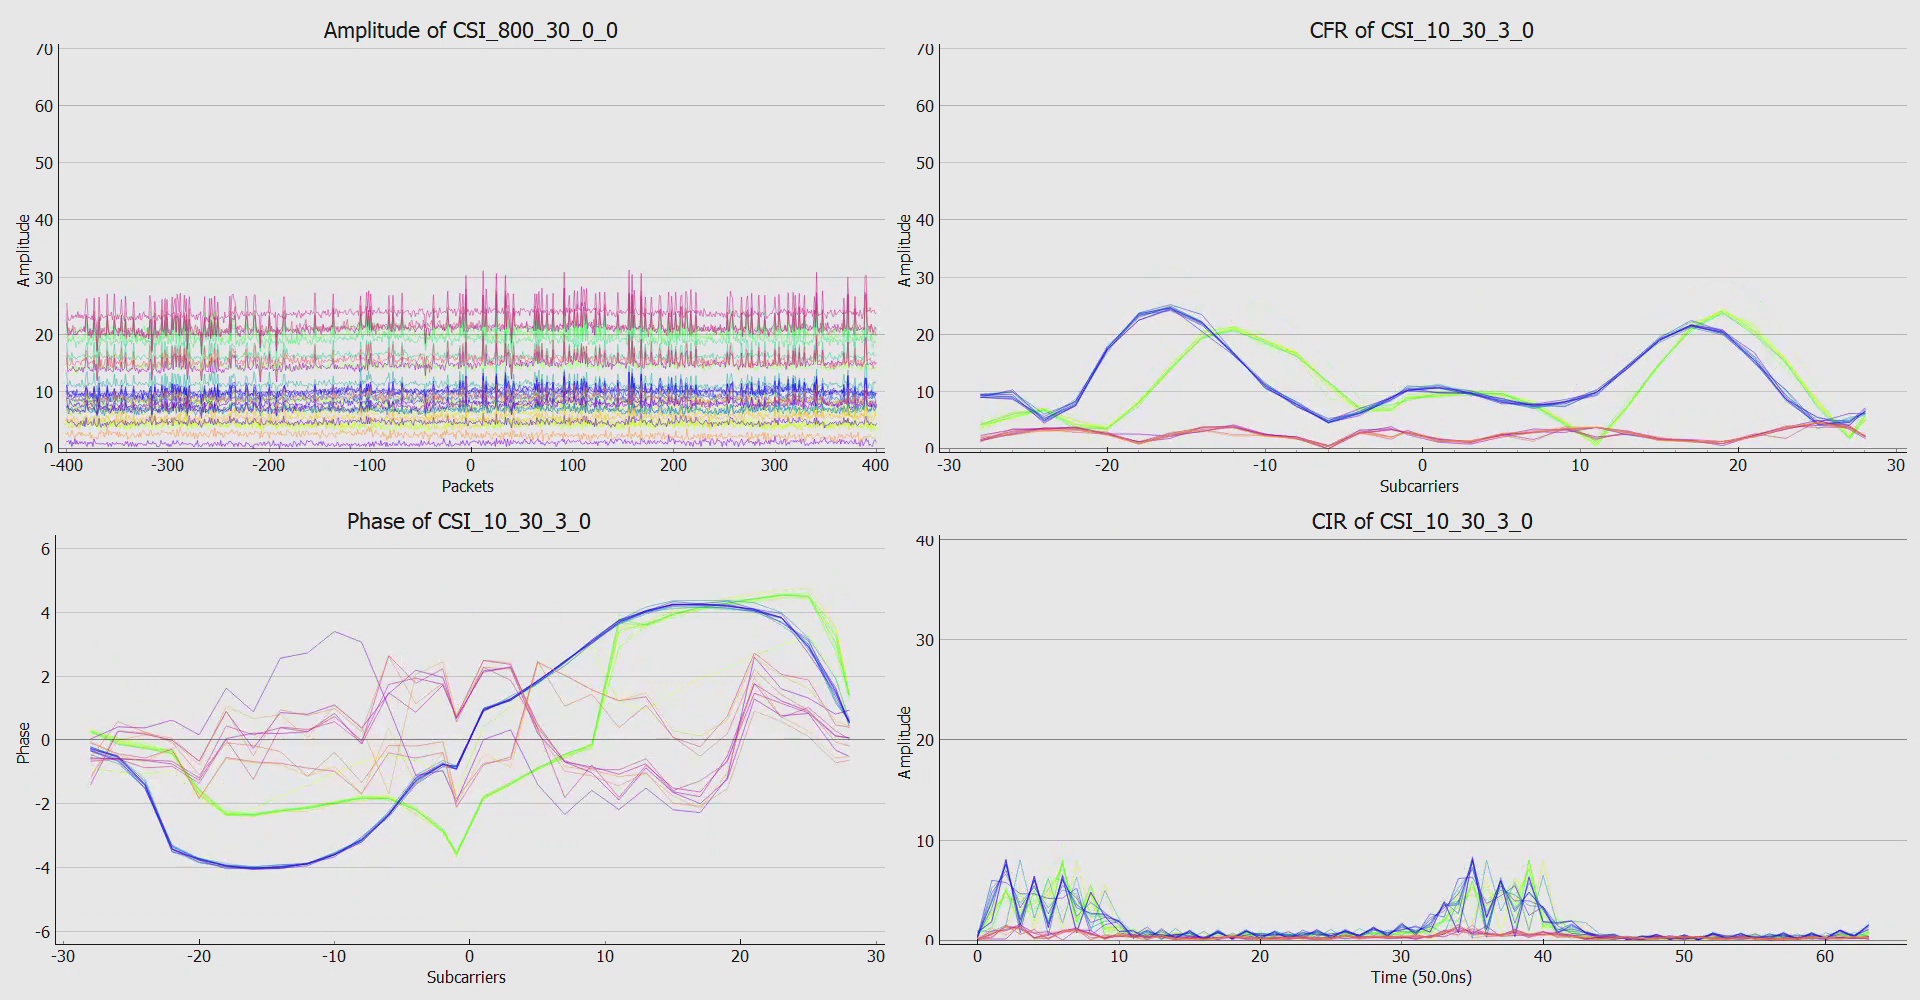 Amplitude of CSI_800_30_0_0
70
60
50
40
30
20
10
0
Amplitude
-400 -300 -200 -100 0 100 200 300 400
Packets
CFR of CSI_10_30_3_0
70
60
50
40
30
20
10
0
Amplitude
-30 -20 -10 0 10 20 30
Subcarriers
Phase of CSI_10_30_3_0
6
4
2
0
-2
-4
-6
Phase
-30 -20 -10 0 10 20 30
Subcarriers
CIR of CSI_10_30_3_0
40
30
20
10
0
Amplitude
0 10 20 30 40 50 60
Time (50.0ns)